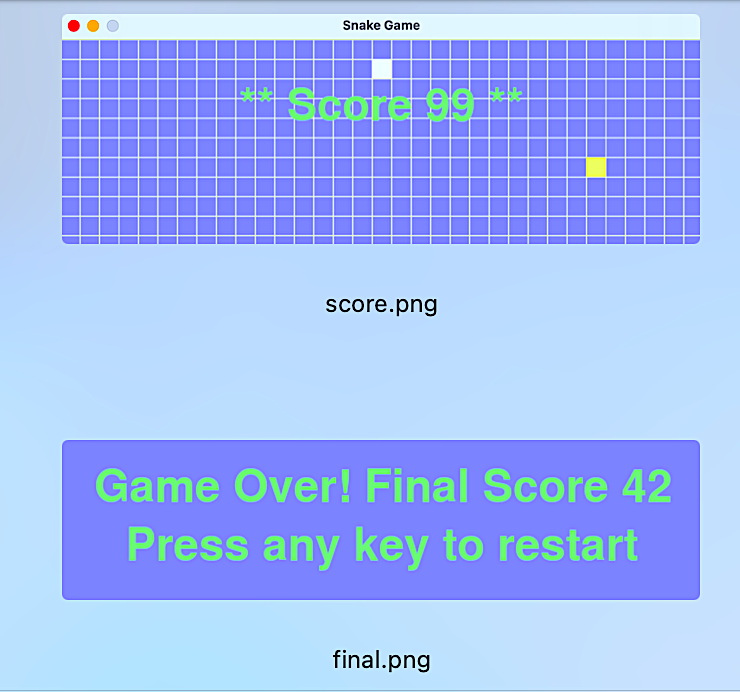 Snake Game
** Score 99 **
score.png
Game Over! Final Score 42
Press any key to restart
final.png